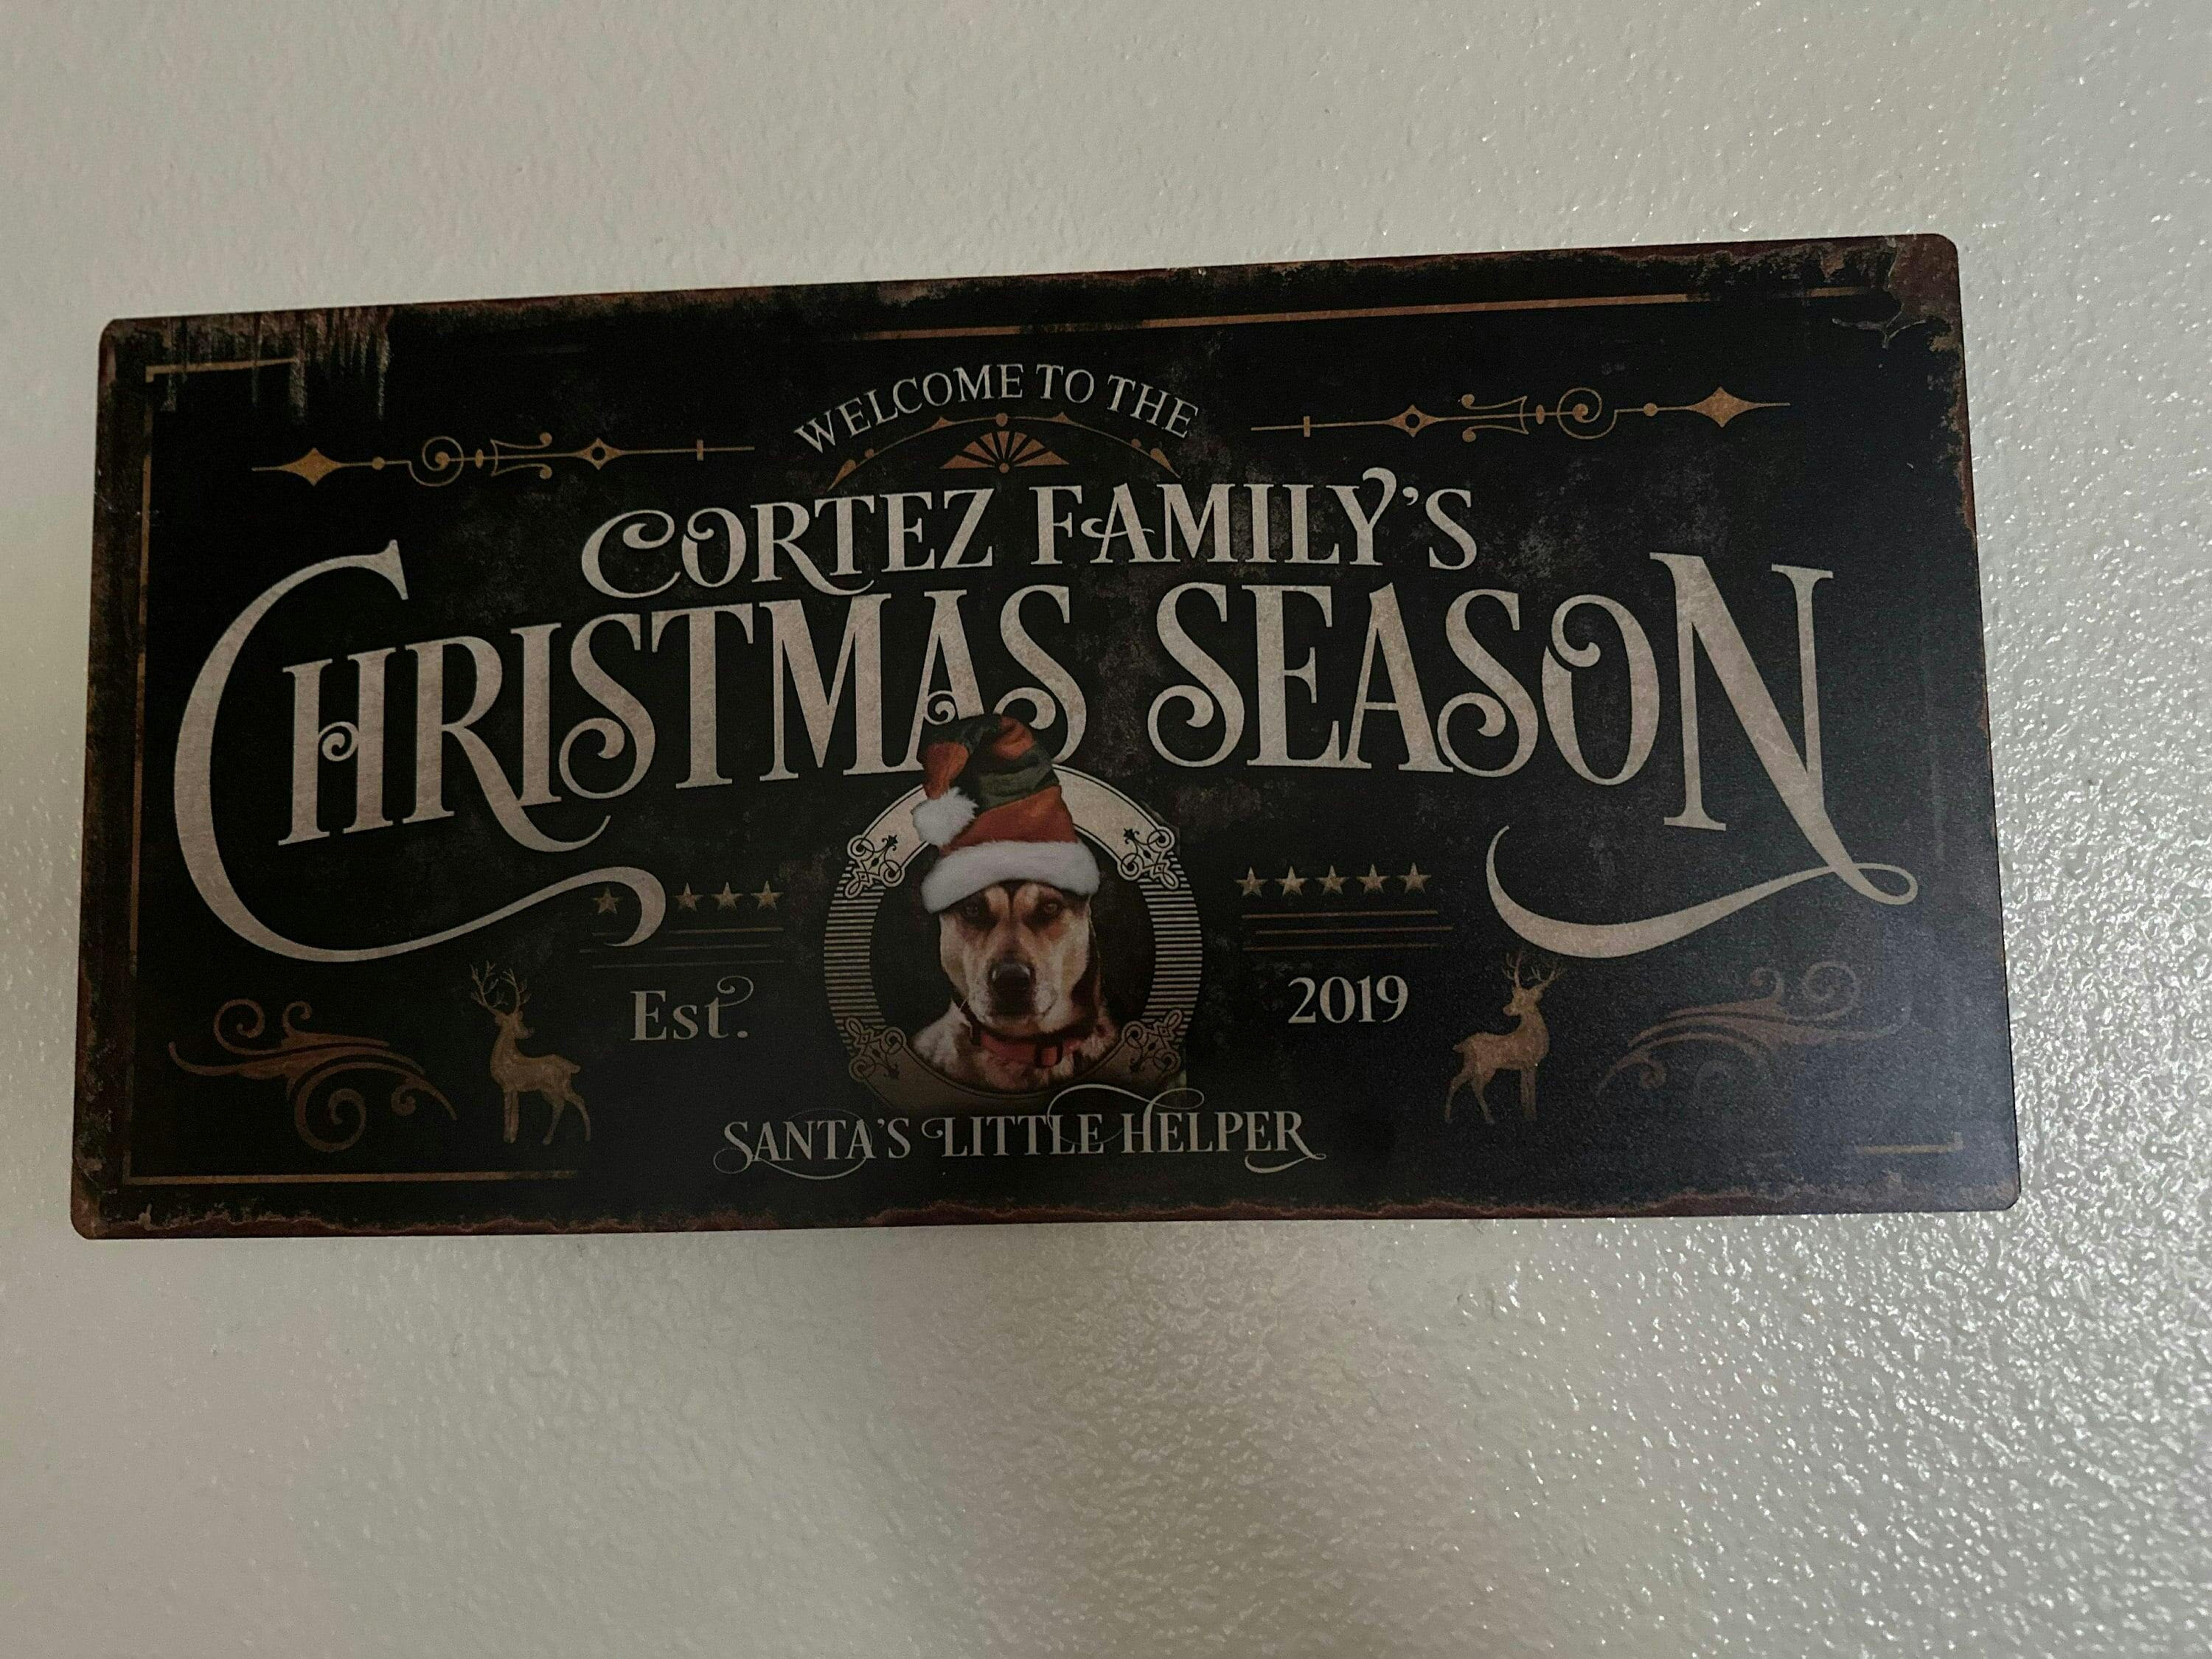 WELCOME TO THE
CORTEZ FAMILY'S
CHRISTMAS SEASON
Est. 2019
SANTA'S LITTLE HELPER